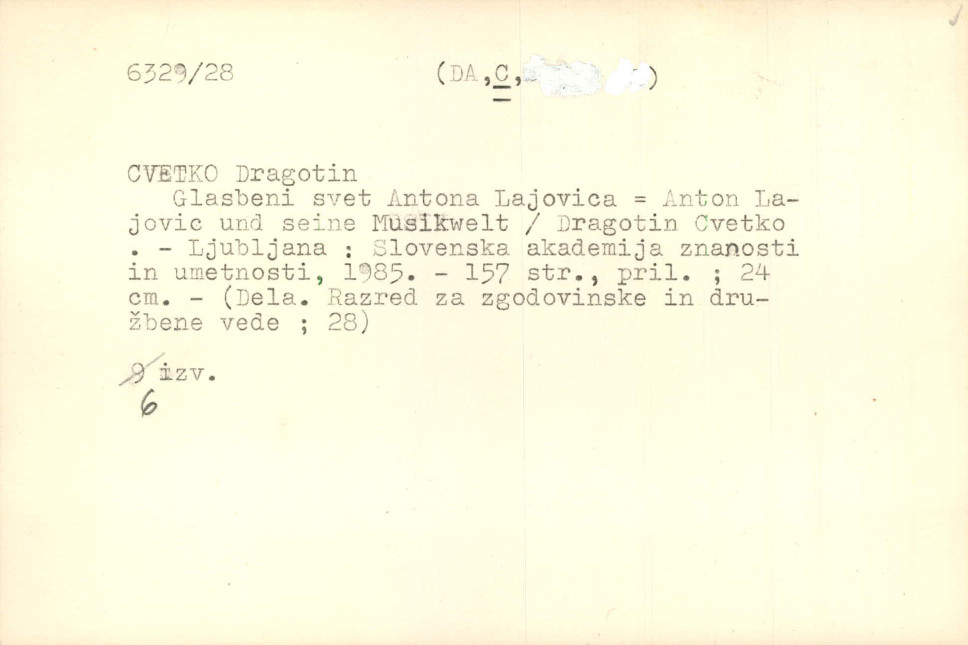 6329/28 (DA,C, )
CVETKO Dragotin
Glasbeni svet Antona Lajovica = Anton La-
jovic und seine Musikwelt / Dragotin Cvetko
. - Ljubljana : Slovenska akademija znanosti
in umetnosti, 1985. - 157 str., pril. ; 24
cm. - (Dela. Razred za zgodovinske in dru-
žbene vede ; 28)
9 izv.
6